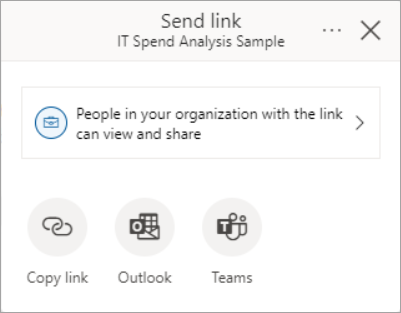 Send link
IT Spend Analysis Sample
People in your organization with the link
can view and share
Copy link
Outlook
Teams